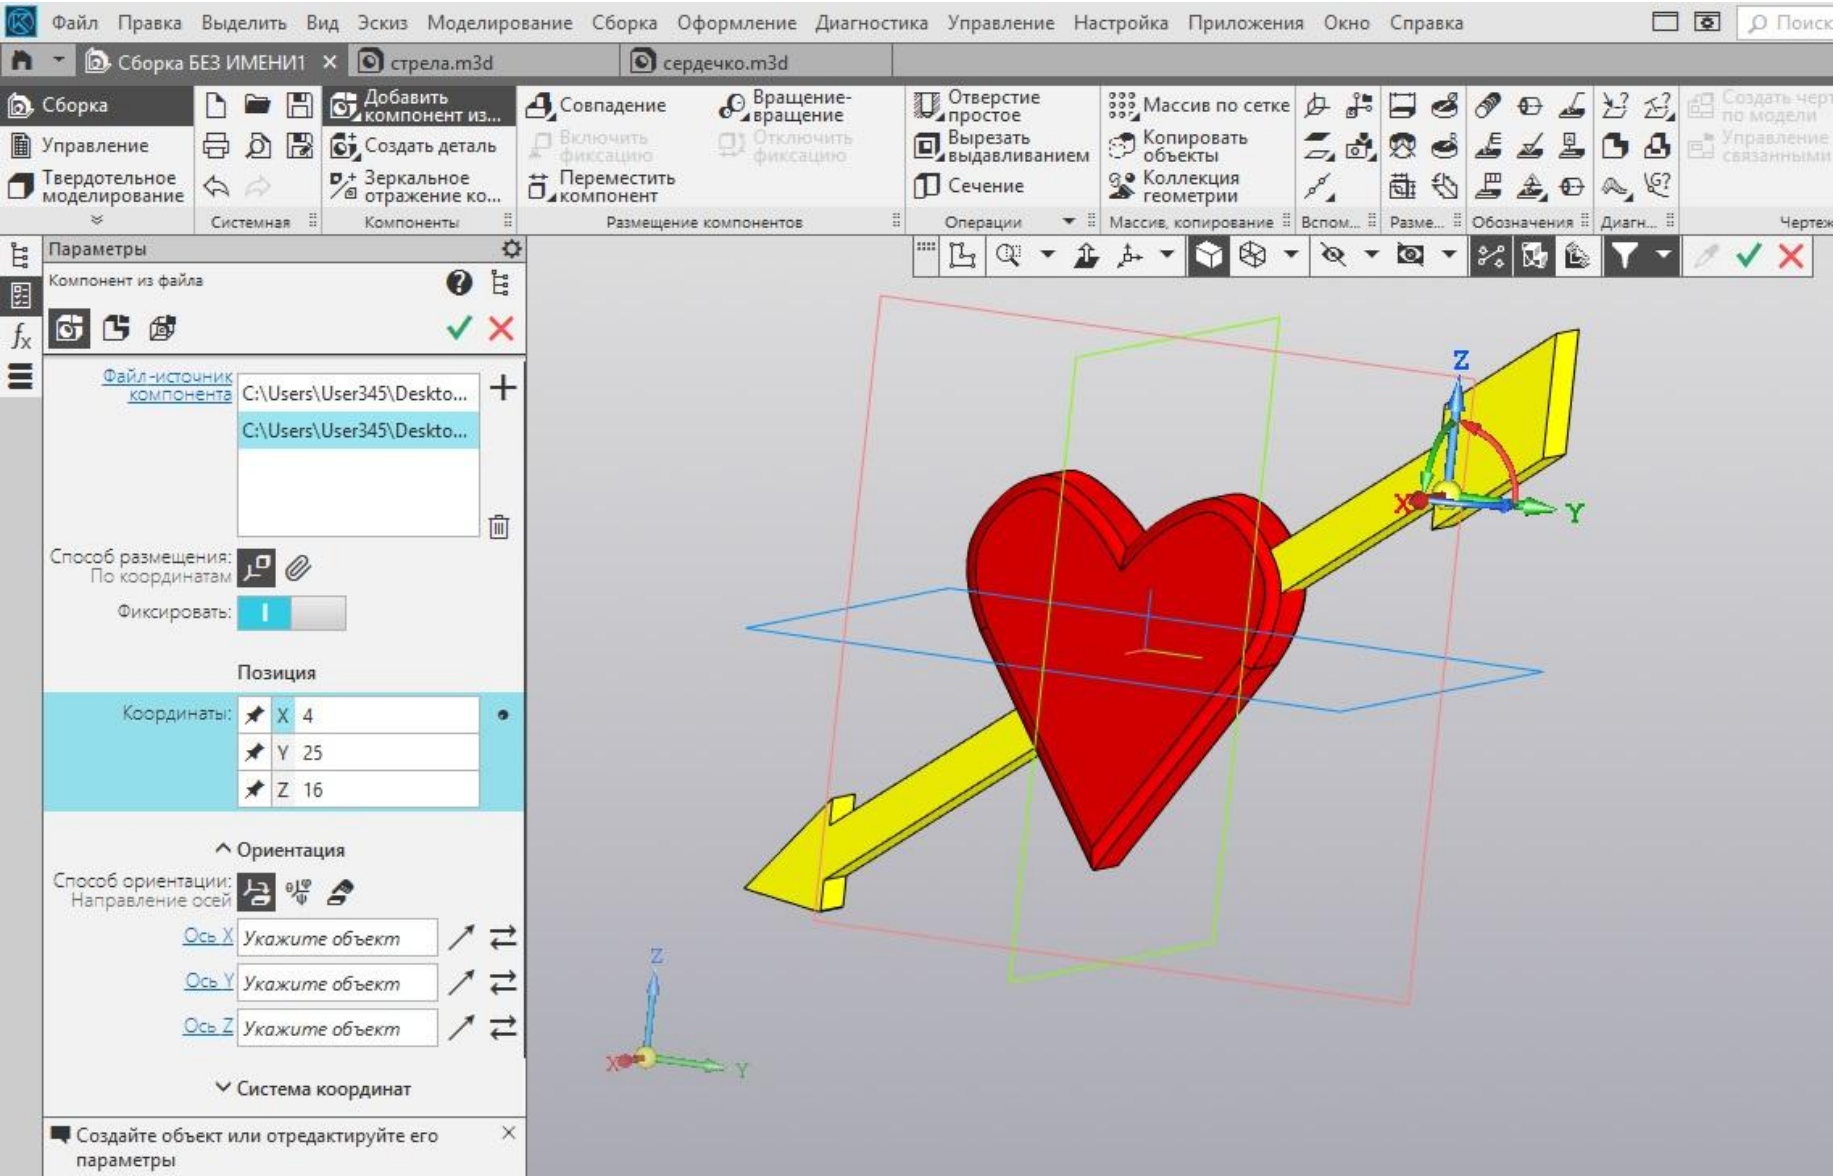 Файл Правка Выделить Вид Эскиз Моделирование Сборка Оформление Диагностика Управление Настройка Приложения Окно Справка
Поиск
Сборка БЕЗ ИМЕНИ1
стрела.m3d
сердечко.m3d
Сборка
Управление
Твердотельное
моделирование
Системная
Добавить
компонент из...
Создать деталь
Зеркальное
отражение ко...
Компоненты
Совпадение
Включить
фиксацию
Переместить
компонент
Вращение-
вращение
Отключить
фиксацию
Размещение компонентов
Отверстие
простое
Вырезать
выдавливанием
Сечение
Операции
Массив по сетке
Копировать
объекты
Коллекция
геометрии
Массив, копирование
Вспом...
Разме...
Обозначения
Диагн...
Создать черт
по модели
Управление
связанными
Чертеж
Параметры
Компонент из файла
Файл-источник
компонента
C:\Users\User345\Deskto...
C:\Users\User345\Deskto...
Способ размещения:
По координатам
Фиксировать:
Позиция
Координаты:
X 4
Y 25
Z 16
Ориентация
Способ ориентации:
Направление осей
Ось X Укажите объект
Ось Y Укажите объект
Ось Z Укажите объект
Система координат
Создайте объект или отредактируйте его
параметры
Z
X
Y
Z
X
Y